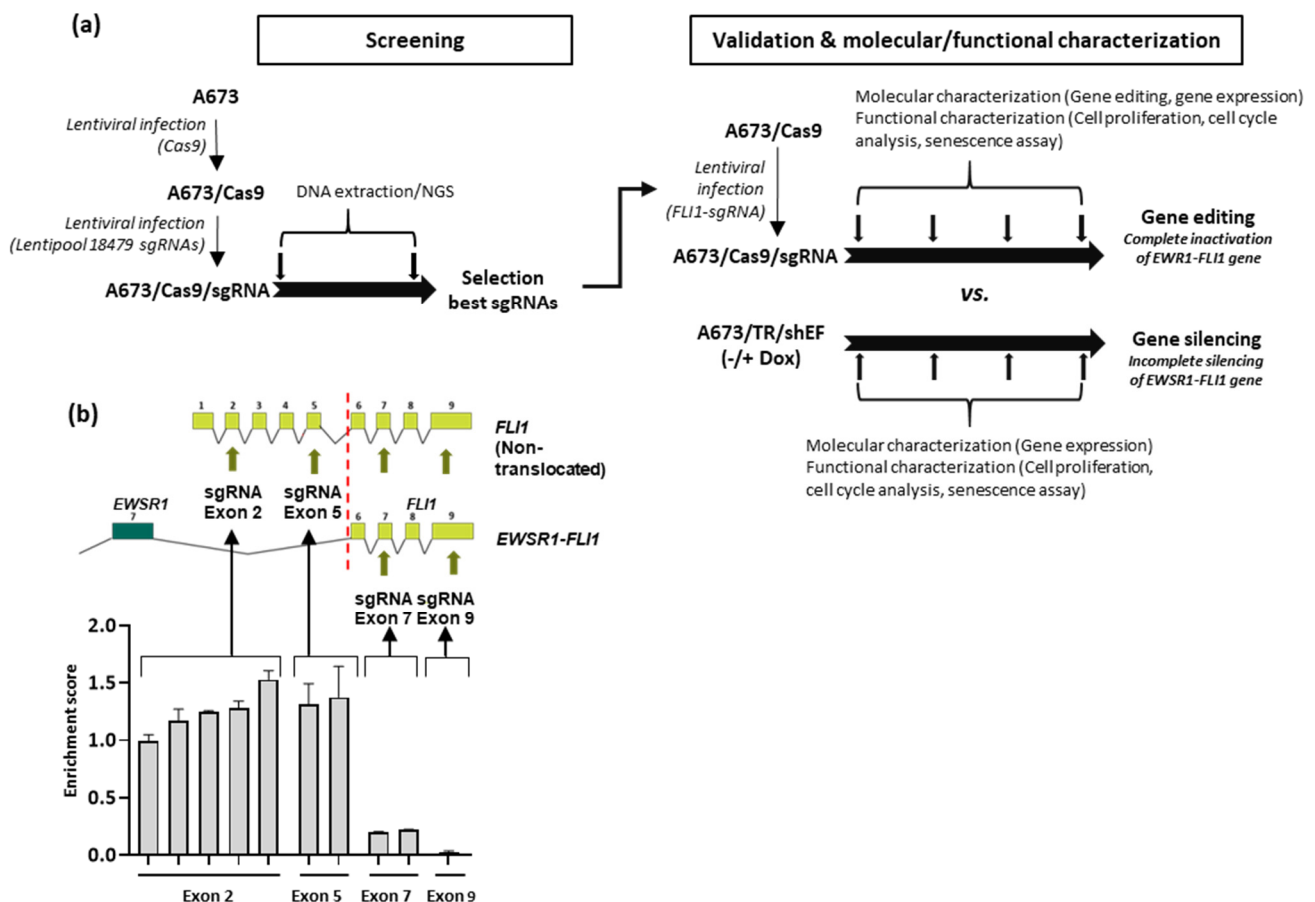 (a)
Screening
A673
Lentiviral infection
(Cas9)
A673/Cas9
Lentiviral infection
(Lentipool 18479 sgRNAs)
A673/Cas9/sgRNA
DNA extraction/NGS
Selection
best sgRNAs
Validation & molecular/functional characterization
Molecular characterization (Gene editing, gene expression)
Functional characterization (Cell proliferation, cell cycle
analysis, senescence assay)
A673/Cas9
Lentiviral
infection
(FLI1-sgRNA)
A673/Cas9/sgRNA
Gene editing
Complete inactivation
of EWR1-FLI1 gene
vs.
A673/TR/shEF
(-/+ Dox)
Gene silencing
Incomplete silencing
of EWSR1-FLI1 gene
Molecular characterization (Gene expression)
Functional characterization (Cell proliferation,
cell cycle analysis, senescence assay)
(b)
1 2 3 4 5 6 7 8 9
FLI1
(Non-
translocated)
sgRNA
Exon 2
sgRNA
Exon 5
EWSR1
7
FLI1
6 7 8 9
EWSR1-FLI1
sgRNA
Exon 7
sgRNA
Exon 9
Enrichment score
2.0
1.5
1.0
0.5
0.0
Exon 2
Exon 5
Exon 7
Exon 9